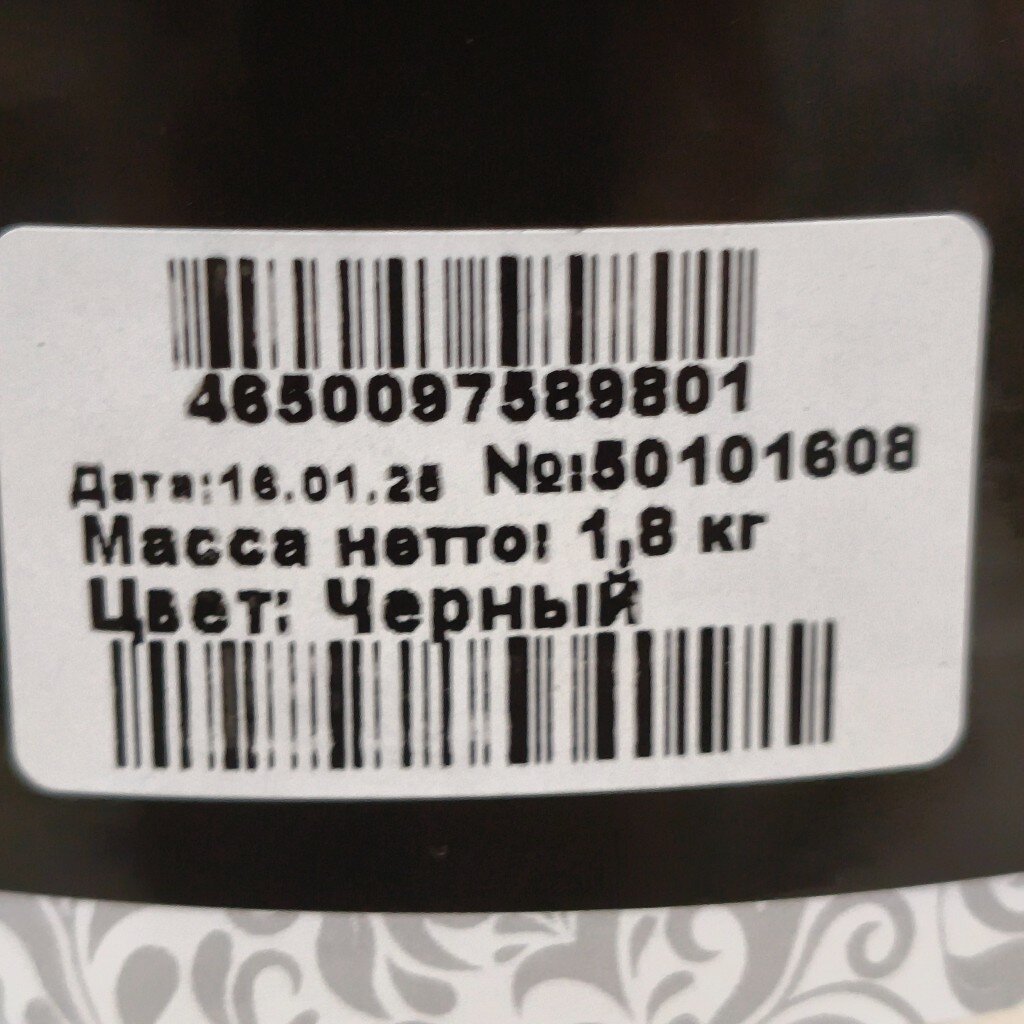 4650097589801
Дата:16.01.25 №:50101608
Масса нетто: 1,8 кг
Цвет: Черный